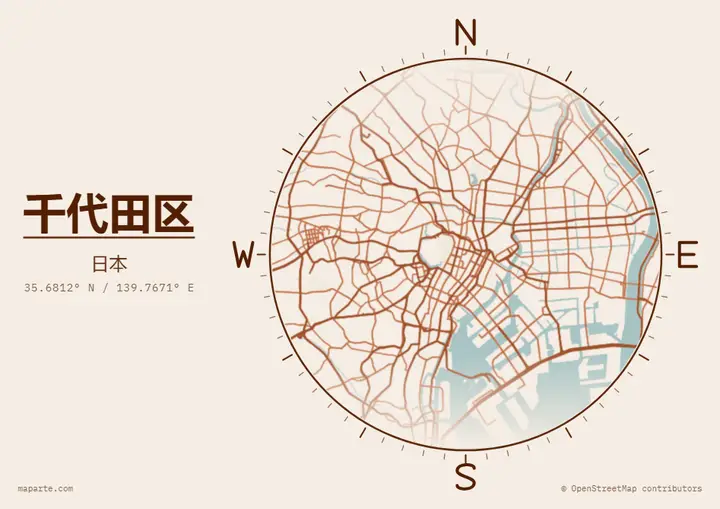 千代田区
日本
35.6812° N / 139.7671° E
N
W
E
S
maparte.com
© OpenStreetMap contributors